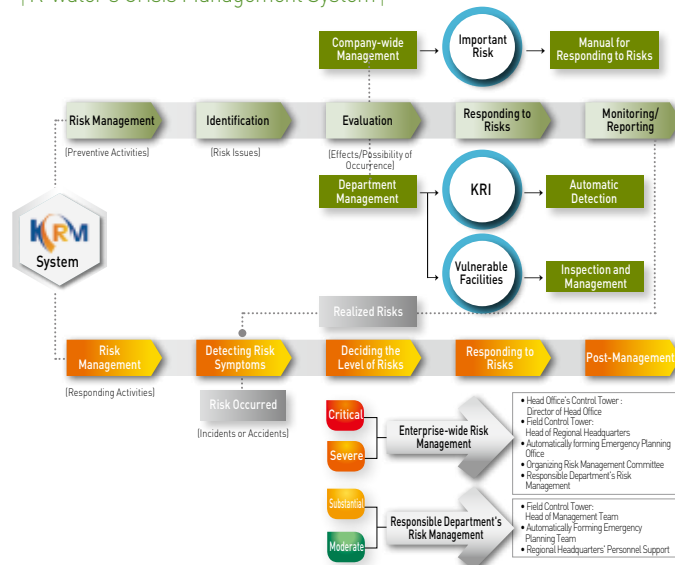 | K-water's Crisis Management System |
Company-wide
Management
Important
Risk
Manual for
Responding to Risks
Risk Management
Identification
Evaluation
Responding to
Risks
Monitoring/
Reporting
(Preventive Activities)
(Risk Issues)
(Effects/Possibility of
Occurrence)
Department
Management
KRI
Automatic
Detection
KRM
System
Vulnerable
Facilities
Inspection and
Management
Realized Risks
Risk
Management
Detecting Risk
Symptoms
Deciding the
Level of Risks
Responding to
Risks
Post-Management
(Responding Activities)
Risk Occurred
(Incidents or Accidents)
Critical
Severe
Enterprise-wide Risk
Management
• Head Office's Control Tower :
Director of Head Office
• Field Control Tower:
Head of Regional Headquarters
• Automatically forming Emergency Planning
Office
• Organizing Risk Management Committee
• Responsible Department's Risk
Management
Substantial
Moderate
Responsible Department's
Risk Management
• Field Control Tower:
Head of Management Team
• Automatically Forming Emergency
Planning Team
• Regional Headquarters' Personnel Support